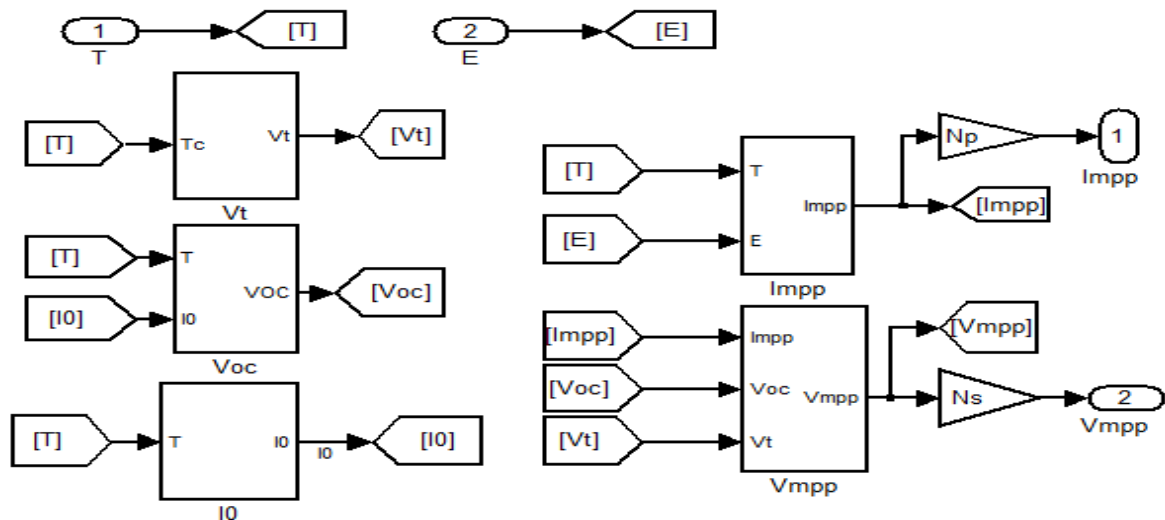 1
[T]
T
2
[E]
E
[T]
Tc
Vt
[Vt]
Vt
[T]
[I0]
T
I0
VOC
[Voc]
Voc
[T]
T
I0
I0
[I0]
I0
[T]
[E]
T
E
Impp
Impp
Np
1
Impp
[Impp]
[Impp]
[Voc]
[Vt]
Impp
Voc
Vt
Vmpp
Vmpp
[Vmpp]
Ns
2
Vmpp